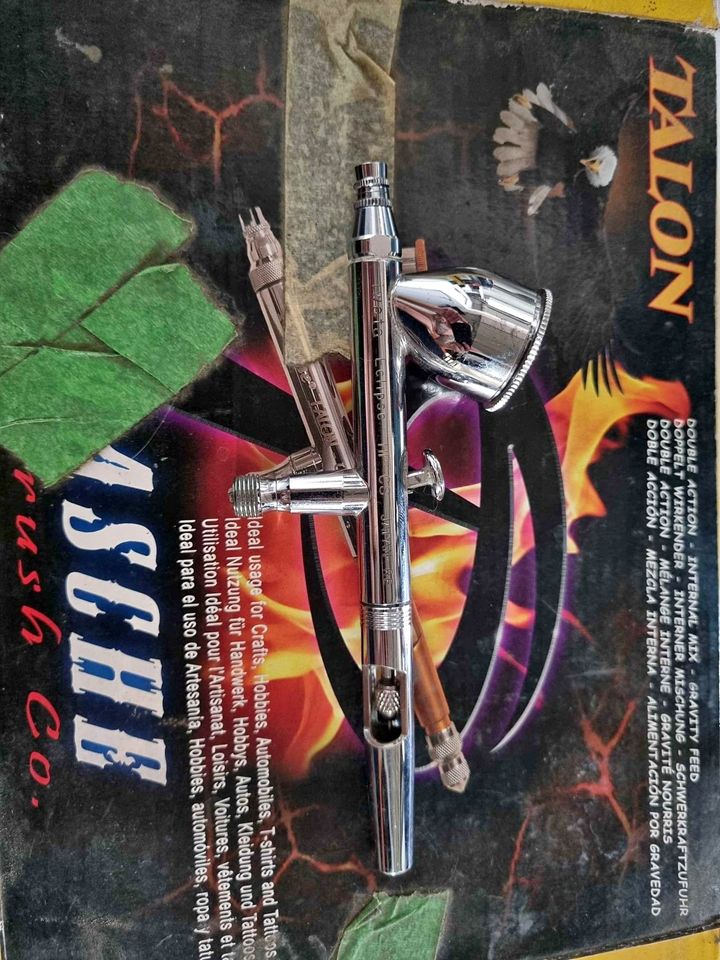 TALON
DOUBLE ACTION - INTERNAL MIX - GRAVITY FEED
DOPPELT WIRKENDER - INTERNER MISCHUNG - SCHWERKRAFTZUFUHR
DOUBLE ACTION - MÉLANGE INTERNE - GRAVITÉ NOURRIS
DOBLE ACCIÓN - MEZCLA INTERNA - ALIMENTACIÓN POR GRAVEDAD
Eclipse HP-CS
Ideal usage for Crafts, Hobbies, Automobiles, T-shirts and Tattoos
Ideal Nutzung für Handwerk, Hobbys, Autos, Kleidung und Tattoos
Utilisation Idéal pour l'Artisanat, Loisirs, Voitures, vêtements et ta
Ideal para el uso de Artesanía, Hobbies, automóviles, ropa y tatu
ASCHE
rush Co.